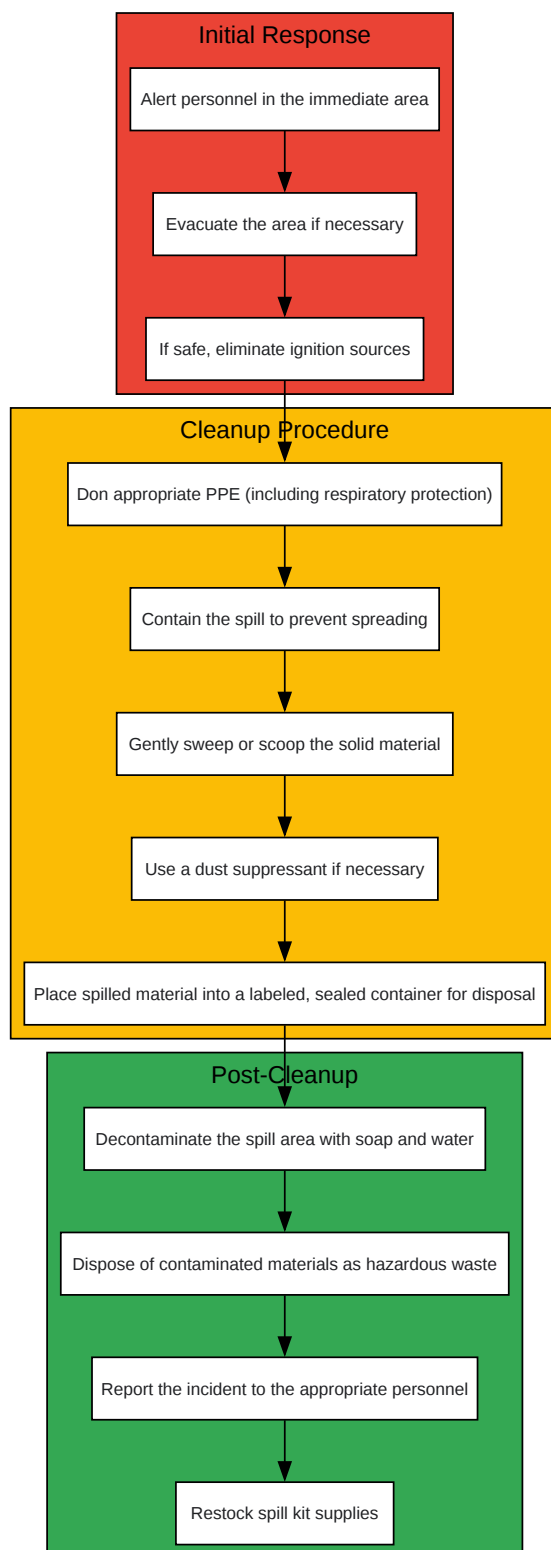 Initial Response
Alert personnel in the immediate area
Evacuate the area if necessary
If safe, eliminate ignition sources
Cleanup Procedure
Don appropriate PPE (including respiratory protection)
Contain the spill to prevent spreading
Gently sweep or scoop the solid material
Use a dust suppressant if necessary
Place spilled material into a labeled, sealed container for disposal
Post-Cleanup
Decontaminate the spill area with soap and water
Dispose of contaminated materials as hazardous waste
Report the incident to the appropriate personnel
Restock spill kit supplies